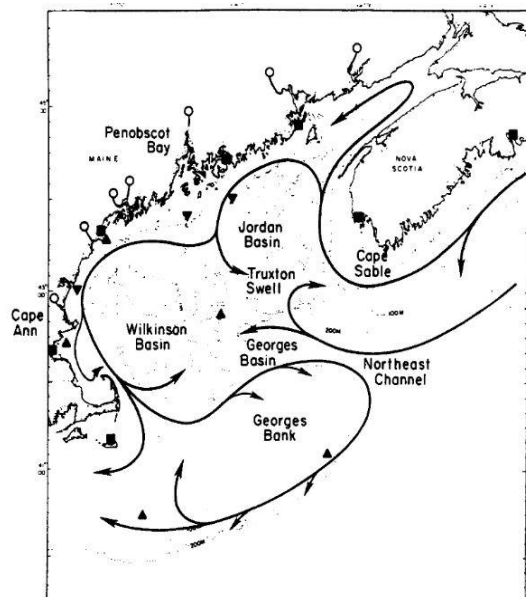 Penobscot
Bay
MAINE
NOVA
SCOTIA
Jordan
Basin
Truxton
Swell
Cape
Sable
Cape
Ann
Wilkinson
Basin
Georges
Basin
200M
100M
Northeast
Channel
Georges
Bank
200M